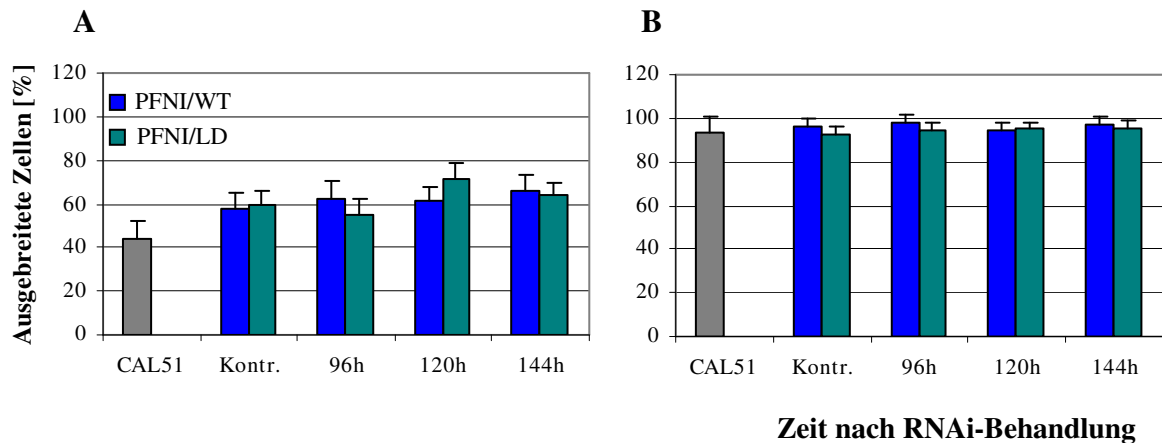 A
B
Ausgebreitete Zellen [%]
120
100
80
60
40
20
0
PFNI/WT
PFNI/LD
CAL51 Kontr. 96h 120h 144h
120
100
80
60
40
20
0
CAL51 Kontr. 96h 120h 144h
Zeit nach RNAi-Behandlung